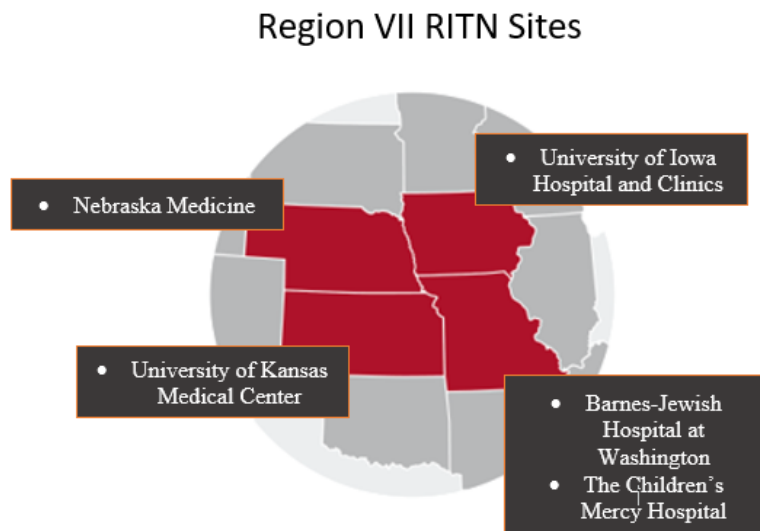 Region VII RITN Sites
• University of Iowa
Hospital and Clinics
• Nebraska Medicine
• University of Kansas
Medical Center
• Barnes-Jewish
Hospital at
Washington
• The Children’s
Mercy Hospital